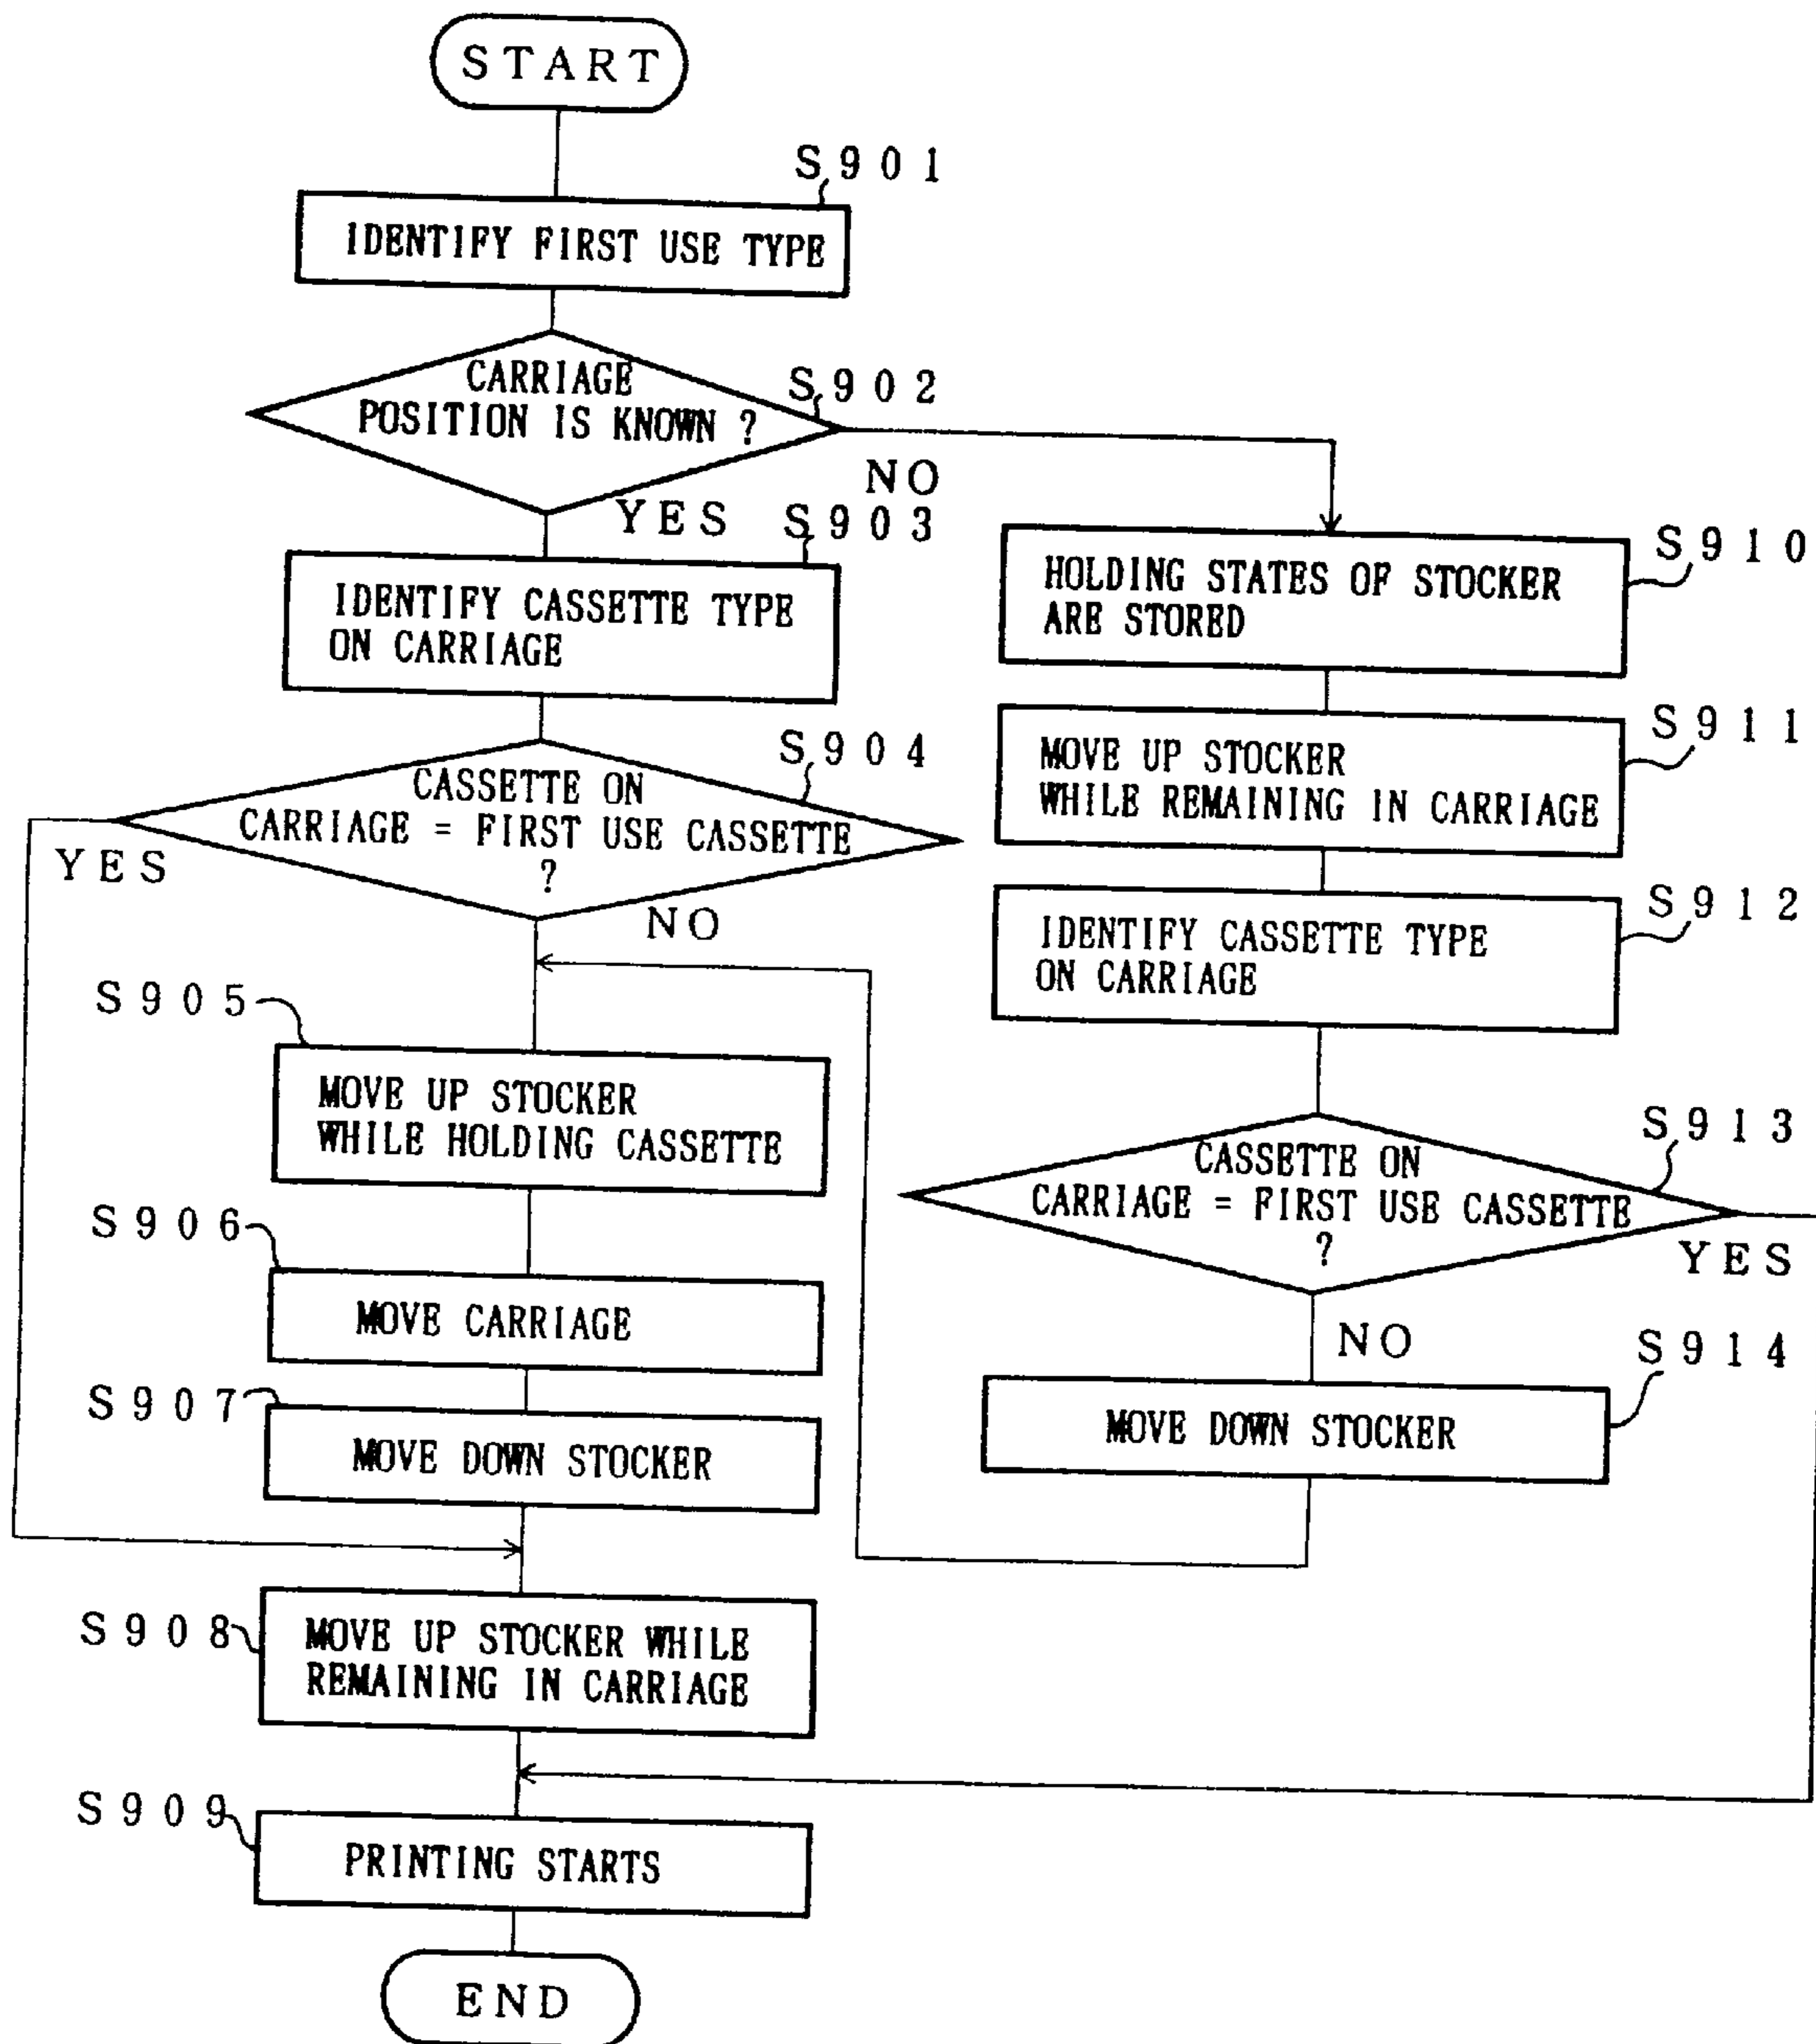 START
S901
IDENTIFY FIRST USE TYPE
CARRIAGE
POSITION IS KNOWN ?
S902
NO
YES
S903
IDENTIFY CASSETTE TYPE
ON CARRIAGE
S904
CASSETTE ON
CARRIAGE = FIRST USE CASSETTE
?
YES
NO
S905
MOVE UP STOCKER
WHILE HOLDING CASSETTE
S906
MOVE CARRIAGE
S907
MOVE DOWN STOCKER
S908
MOVE UP STOCKER WHILE
REMAINING IN CARRIAGE
S909
PRINTING STARTS
END
S910
HOLDING STATES OF STOCKER
ARE STORED
S911
MOVE UP STOCKER
WHILE REMAINING IN CARRIAGE
S912
IDENTIFY CASSETTE TYPE
ON CARRIAGE
S913
CASSETTE ON
CARRIAGE = FIRST USE CASSETTE
?
YES
NO
S914
MOVE DOWN STOCKER